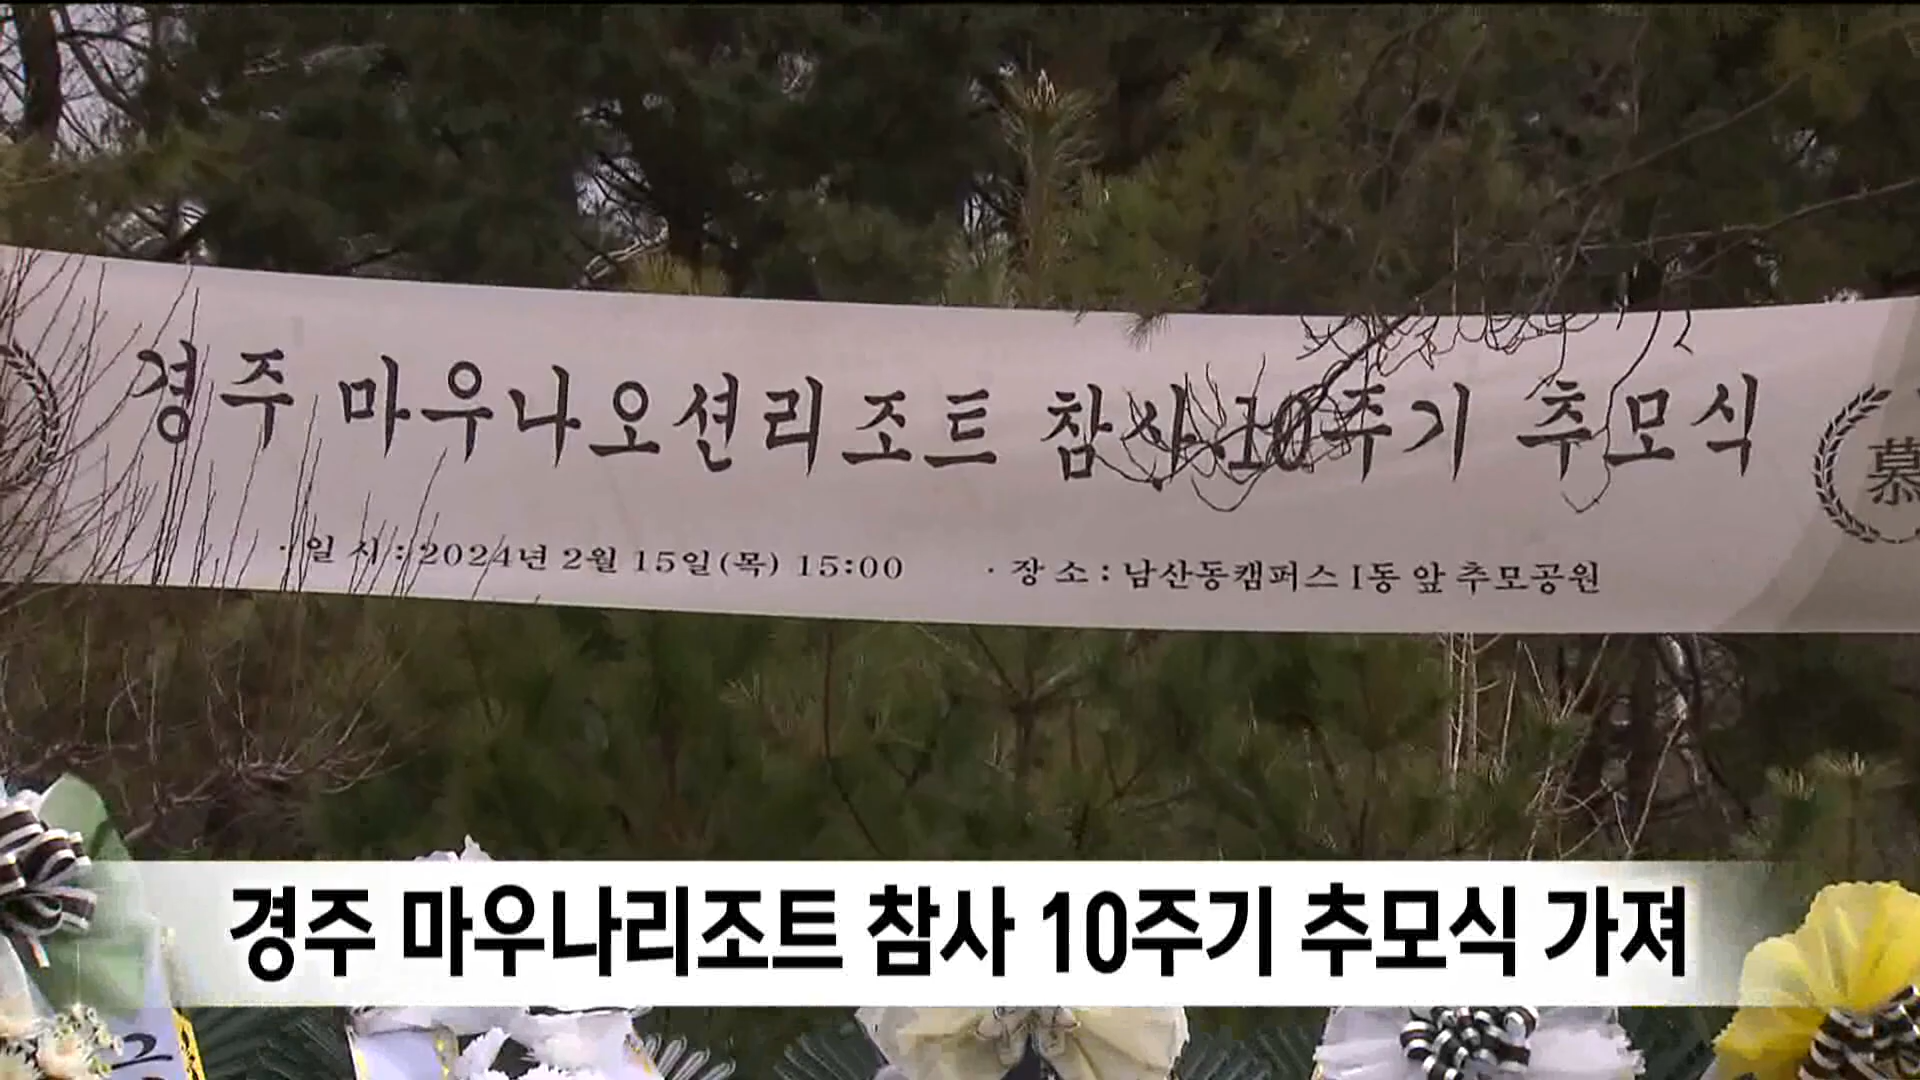 경주 마우나오션리조트 참사 10주기 추모식
慕
· 일 시 : 2024년 2월 15일(목) 15:00 · 장 소 : 남산동캠퍼스 I동 앞 추모공원
경주 마우나리조트 참사 10주기 추모식 가져